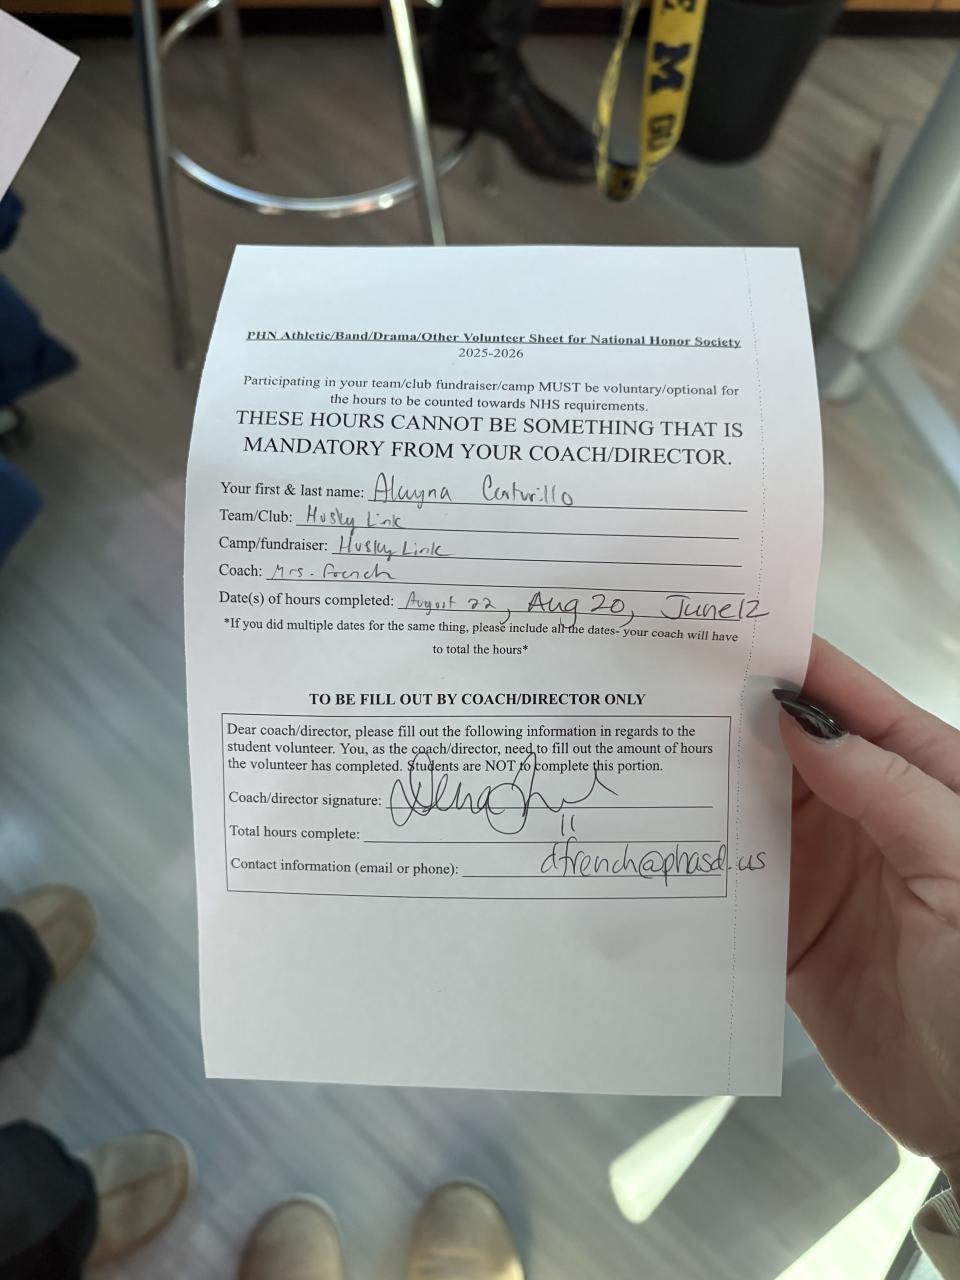 E M GO
PHN Athletic/Band/Drama/Other Volunteer Sheet for National Honor Society
2025-2026
Participating in your team/club fundraiser/camp MUST be voluntary/optional for
the hours to be counted towards NHS requirements.
THESE HOURS CANNOT BE SOMETHING THAT IS
MANDATORY FROM YOUR COACH/DIRECTOR.
Your first & last name:
Team/Club: Husky Link
Camp/fundraiser: Husky Link
Coach: Mrs. French
Date(s) of hours completed: August 22, Aug 20, June 12
*If you did multiple dates for the same thing, please include all the dates- your coach will have
to total the hours*
TO BE FILL OUT BY COACH/DIRECTOR ONLY
Dear coach/director, please fill out the following information in regards to the
student volunteer. You, as the coach/director, need to fill out the amount of hours
the volunteer has completed. Students are NOT to complete this portion.
Coach/director signature:
Total hours complete: 11
Contact information (email or phone): dfrench@phasd.us